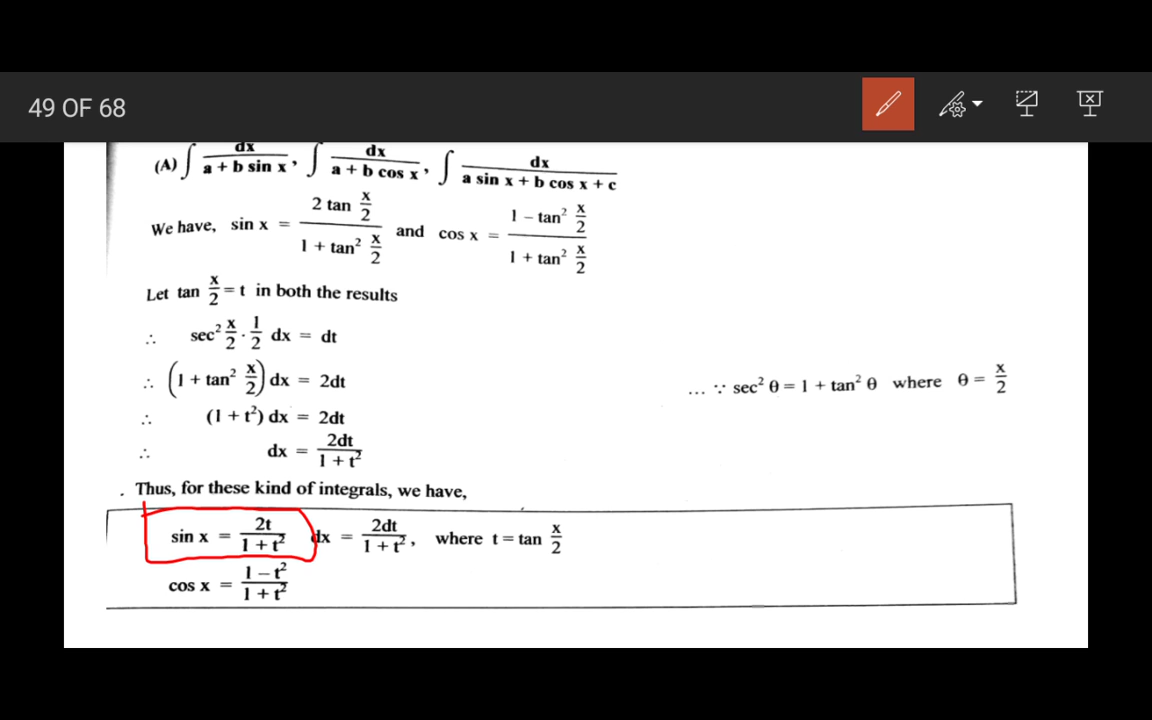 49 OF 68
(A) ∫ dx / (a + b sin x), ∫ dx / (a + b cos x), ∫ dx / (a sin x + b cos x + c)
We have, sin x = (2 tan x/2) / (1 + tan² x/2) and cos x = (1 − tan² x/2) / (1 + tan² x/2)
Let tan x/2 = t in both the results
∴ sec² x/2 · 1/2 dx = dt
∴ (1 + tan² x/2) dx = 2dt ... ∵ sec² θ = 1 + tan² θ where θ = x/2
∴ (1 + t²) dx = 2dt
∴ dx = 2dt / (1 + t²)
. Thus, for these kind of integrals, we have,
sin x = 2t / (1 + t²) dx = 2dt / (1 + t²), where t = tan x/2
cos x = (1 − t²) / (1 + t²)